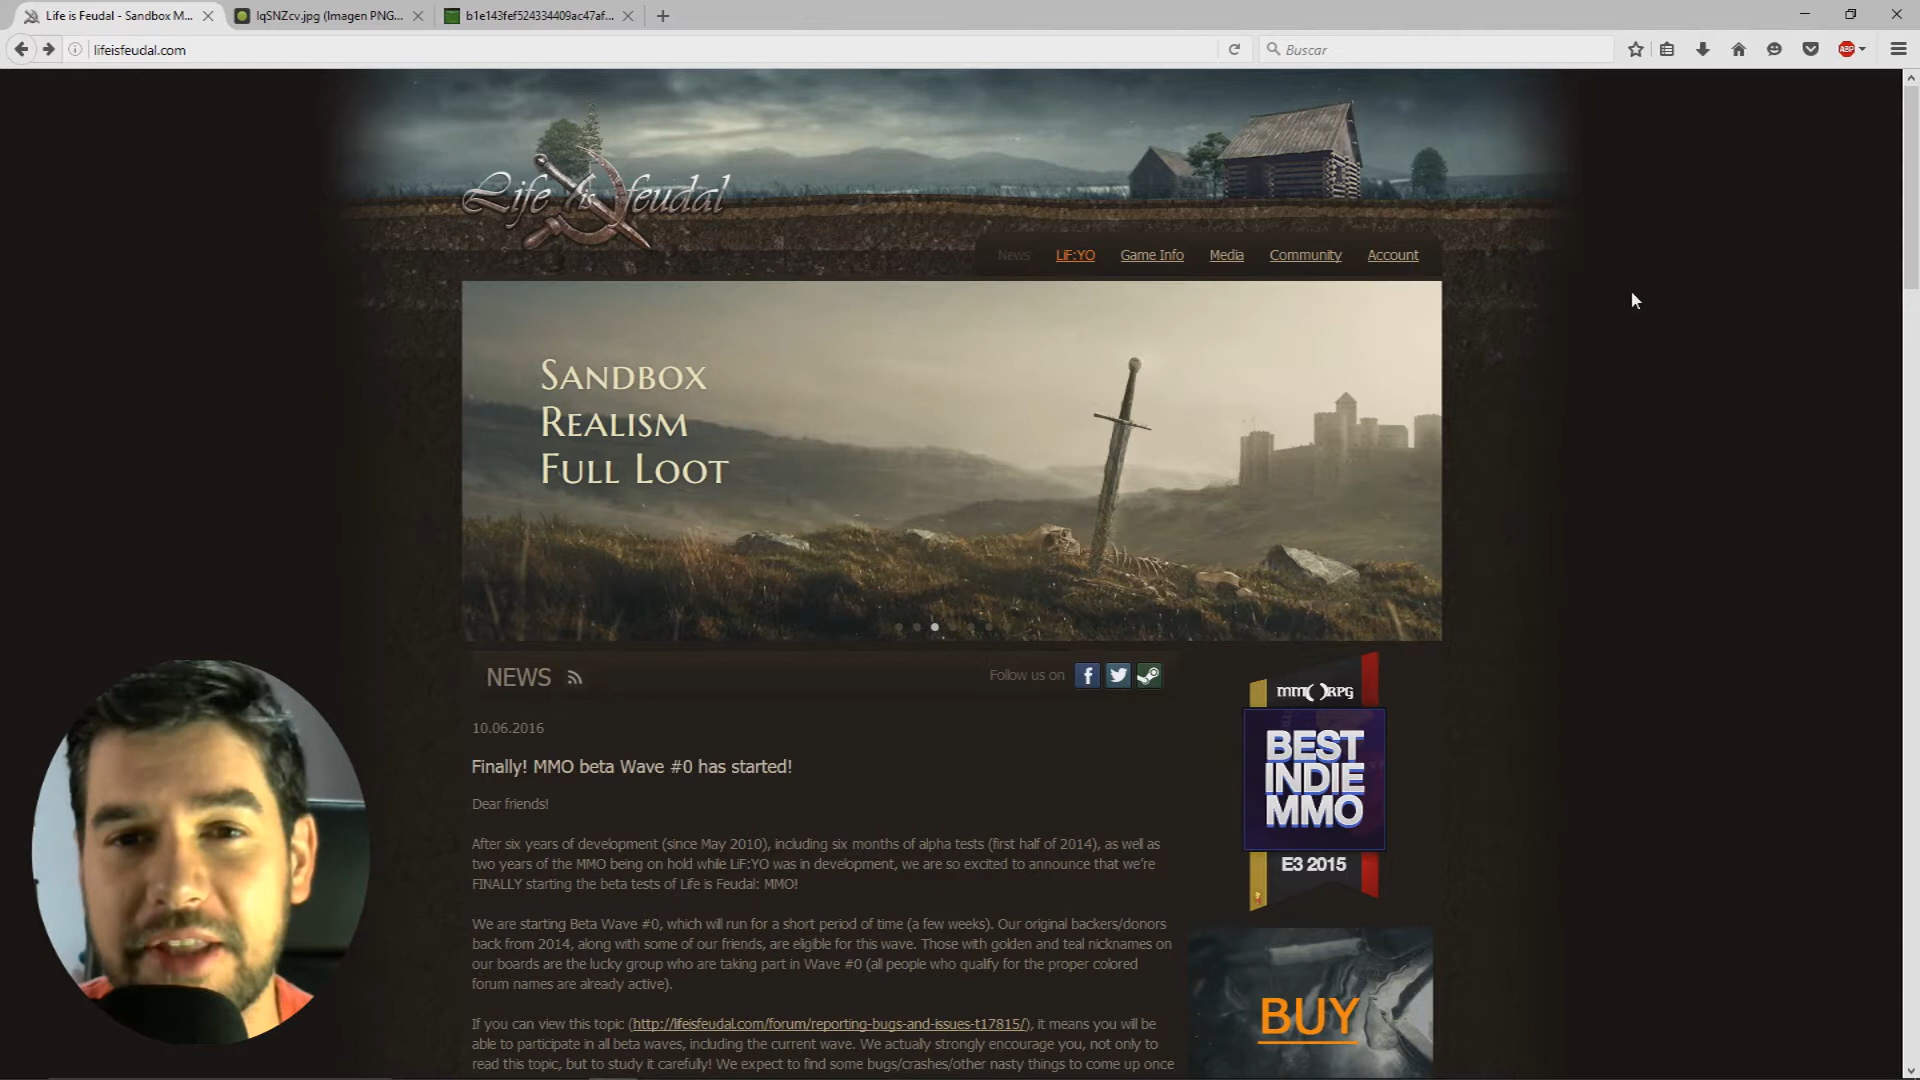 Life is Feudal - Sandbox M...
IqSNZcv.jpg (Imagen PNG...
b1e143fef524334409ac47af...
lifeisfeudal.com
Buscar
ABP
Life is feudal
News LiF:YO Game Info Media Community Account
SANDBOX
REALISM
FULL LOOT
NEWS
Follow us on
10.06.2016
Finally! MMO beta Wave #0 has started!
Dear friends!
After six years of development (since May 2010), including six months of alpha tests (first half of 2014), as well as
two years of the MMO being on hold while LiF:YO was in development, we are so excited to announce that we're
FINALLY starting the beta tests of Life is Feudal: MMO!
We are starting Beta Wave #0, which will run for a short period of time (a few weeks). Our original backers/donors
back from 2014, along with some of our friends, are eligible for this wave. Those with golden and teal nicknames on
our boards are the lucky group who are taking part in Wave #0 (all people who qualify for the proper colored
forum names are already active).
If you can view this topic (http://lifeisfeudal.com/forum/reporting-bugs-and-issues-t17815/), it means you will be
able to participate in all beta waves, including the current wave. We actually strongly encourage you, not only to
read this topic, but to study it carefully! We expect to find some bugs/crashes/other nasty things to come up once
mmORPG
BEST
INDIE
MMO
E3 2015
BUY